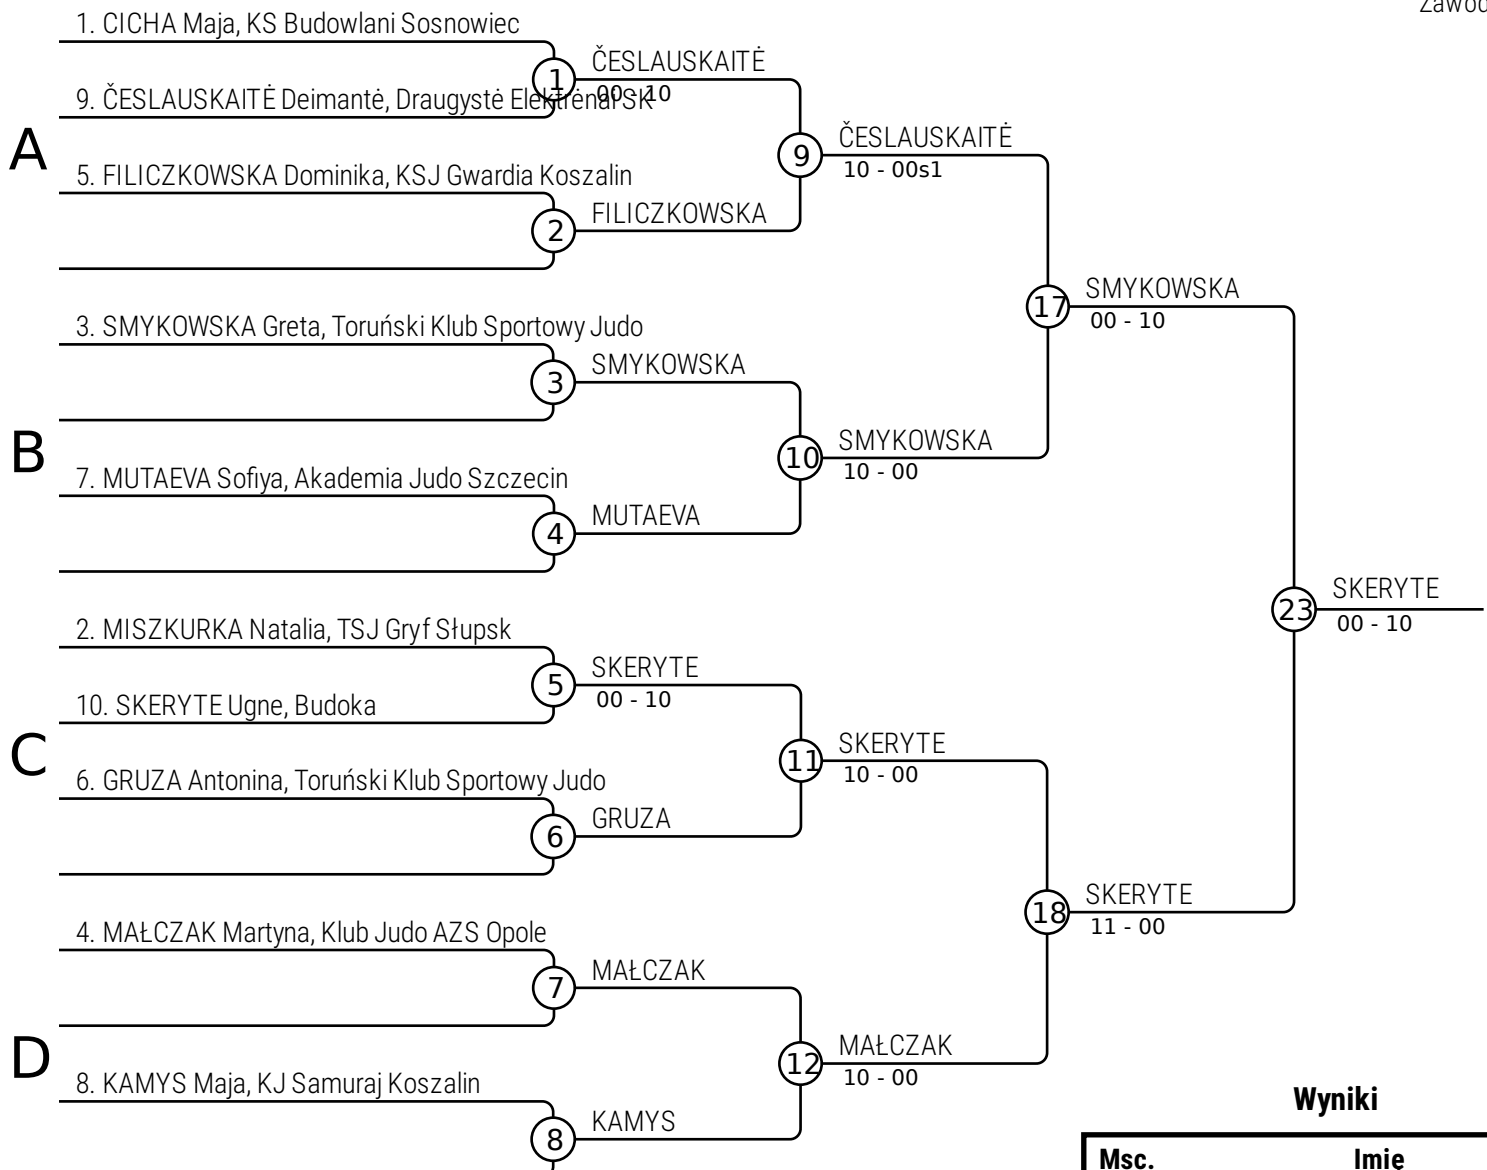 Zawod
1. CICHA Maja, KS Budowlani Sosnowiec
1
ČESLAUSKAITĖ
00 - 10
9. ČESLAUSKAITĖ Deimantė, Draugystė Elektrėnai SK
A
9
ČESLAUSKAITĖ
10 - 00s1
5. FILICZKOWSKA Dominika, KSJ Gwardia Koszalin
2
FILICZKOWSKA
17
SMYKOWSKA
00 - 10
3. SMYKOWSKA Greta, Toruński Klub Sportowy Judo
3
SMYKOWSKA
B
10
SMYKOWSKA
10 - 00
7. MUTAEVA Sofiya, Akademia Judo Szczecin
4
MUTAEVA
23
SKERYTE
00 - 10
2. MISZKURKA Natalia, TSJ Gryf Słupsk
5
SKERYTE
00 - 10
10. SKERYTE Ugne, Budoka
C
11
SKERYTE
10 - 00
6. GRUZA Antonina, Toruński Klub Sportowy Judo
6
GRUZA
18
SKERYTE
11 - 00
4. MAŁCZAK Martyna, Klub Judo AZS Opole
7
MAŁCZAK
D
12
MAŁCZAK
10 - 00
8. KAMYS Maja, KJ Samuraj Koszalin
8
KAMYS
Wyniki
Msc. Imię